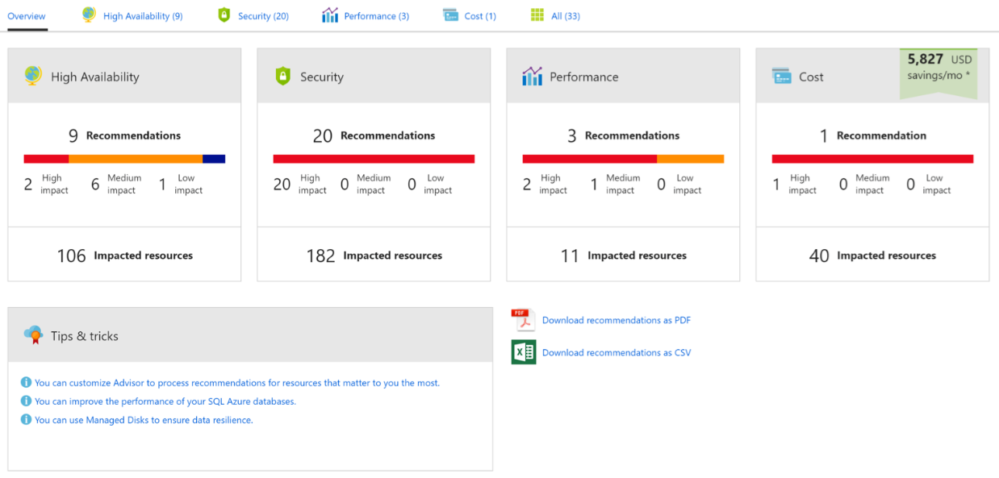 Overview
High Availability (9)
Security (20)
Performance (3)
Cost (1)
All (33)
High Availability
Security
Performance
Cost
5,827 USD
savings/mo *
9 Recommendations
2 High impact 6 Medium impact 1 Low impact
106 Impacted resources
20 Recommendations
20 High impact 0 Medium impact 0 Low impact
182 Impacted resources
3 Recommendations
2 High impact 1 Medium impact 0 Low impact
11 Impacted resources
1 Recommendation
1 High impact 0 Medium impact 0 Low impact
40 Impacted resources
Tips & tricks
You can customize Advisor to process recommendations for resources that matter to you the most.
You can improve the performance of your SQL Azure databases.
You can use Managed Disks to ensure data resilience.
PDF
Download recommendations as PDF
Download recommendations as CSV